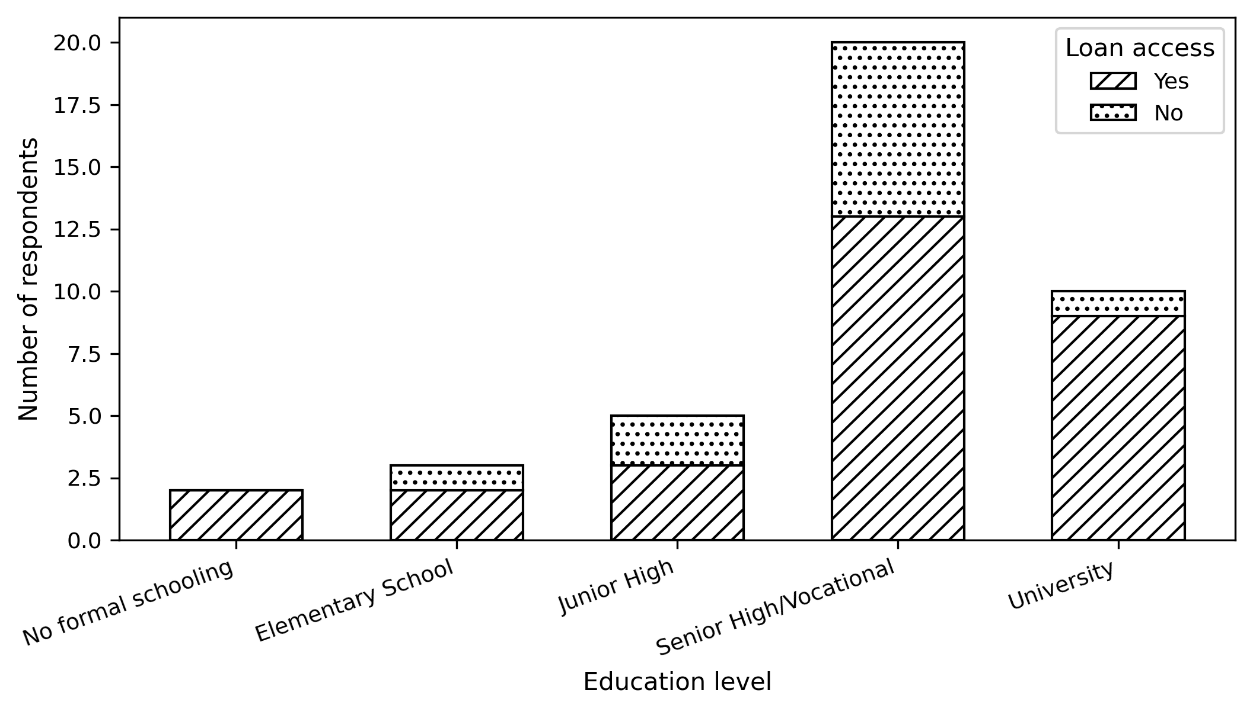 Number of respondents
20.0
17.5
15.0
12.5
10.0
7.5
5.0
2.5
0.0
Loan access
Yes
No
No formal schooling
Elementary School
Junior High
Senior High/Vocational
University
Education level